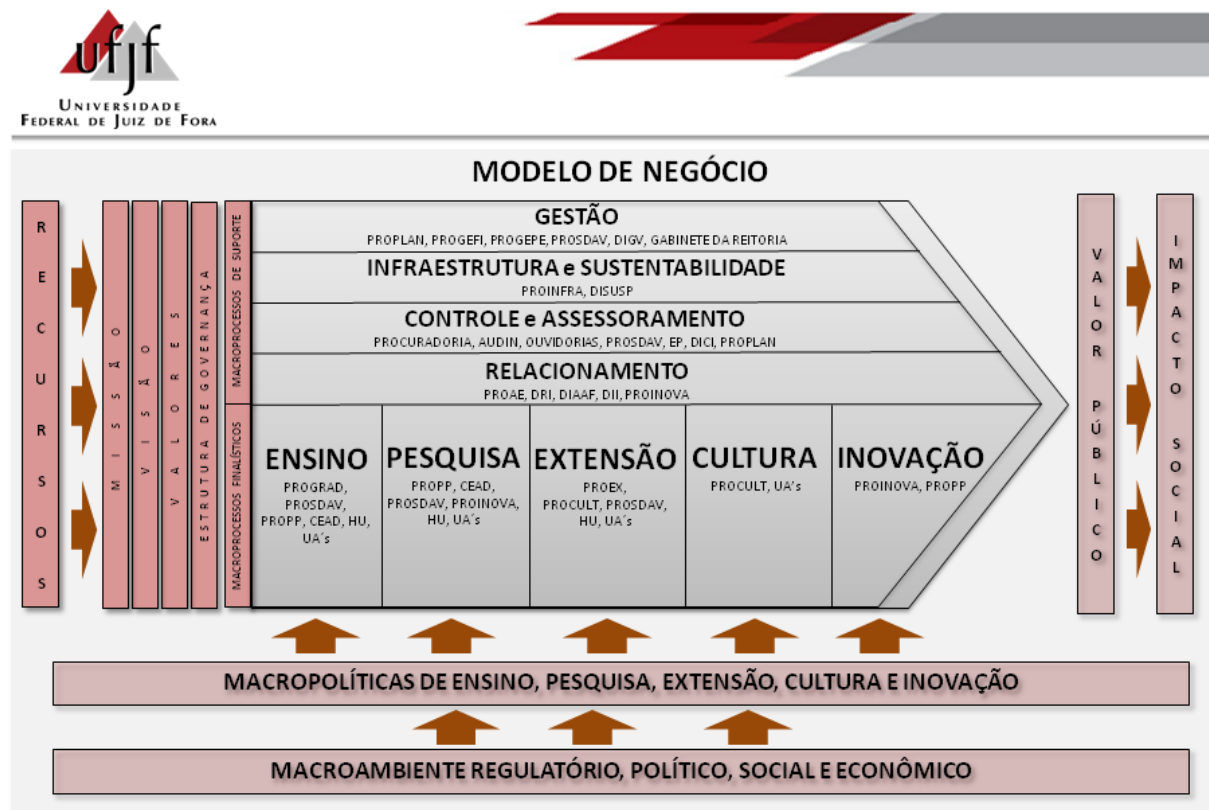 ufjf
UNIVERSIDADE
FEDERAL DE JUIZ DE FORA
MODELO DE NEGÓCIO
RECURSOS
MISSÃO
VISÃO
VALORES
ESTRUTURA DE GOVERNANÇA
MACROPROCESSOS DE SUPORTE
MACROPROCESSOS FINALÍSTICOS
GESTÃO
PROPLAN, PROGEFI, PROGEPE, PROSDAV, DIGV, GABINETE DA REITORIA
INFRAESTRUTURA e SUSTENTABILIDADE
PROINFRA, DISUSP
CONTROLE e ASSESSORAMENTO
PROCURADORIA, AUDIN, OUVIDORIAS, PROSDAV, EP, DICI, PROPLAN
RELACIONAMENTO
PROAE, DRI, DIAAF, DII, PROINOVA
ENSINO
PROGRAD,
PROSDAV,
PROPP, CEAD, HU,
UA´s
PESQUISA
PROPP, CEAD,
PROSDAV, PROINOVA,
HU, UA´s
EXTENSÃO
PROEX,
PROCULT, PROSDAV,
HU, UA´s
CULTURA
PROCULT, UA's
INOVAÇÃO
PROINOVA, PROPP
VALOR PÚBLICO
IMPACTO SOCIAL
MACROPOLÍTICAS DE ENSINO, PESQUISA, EXTENSÃO, CULTURA E INOVAÇÃO
MACROAMBIENTE REGULATÓRIO, POLÍTICO, SOCIAL E ECONÔMICO